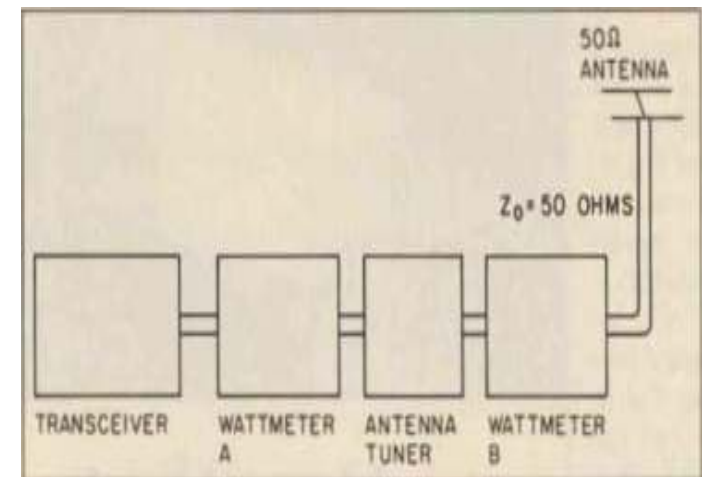 50Ω
ANTENNA
Z₀=50 OHMS
TRANSCEIVER
WATTMETER
A
ANTENNA
TUNER
WATTMETER
B